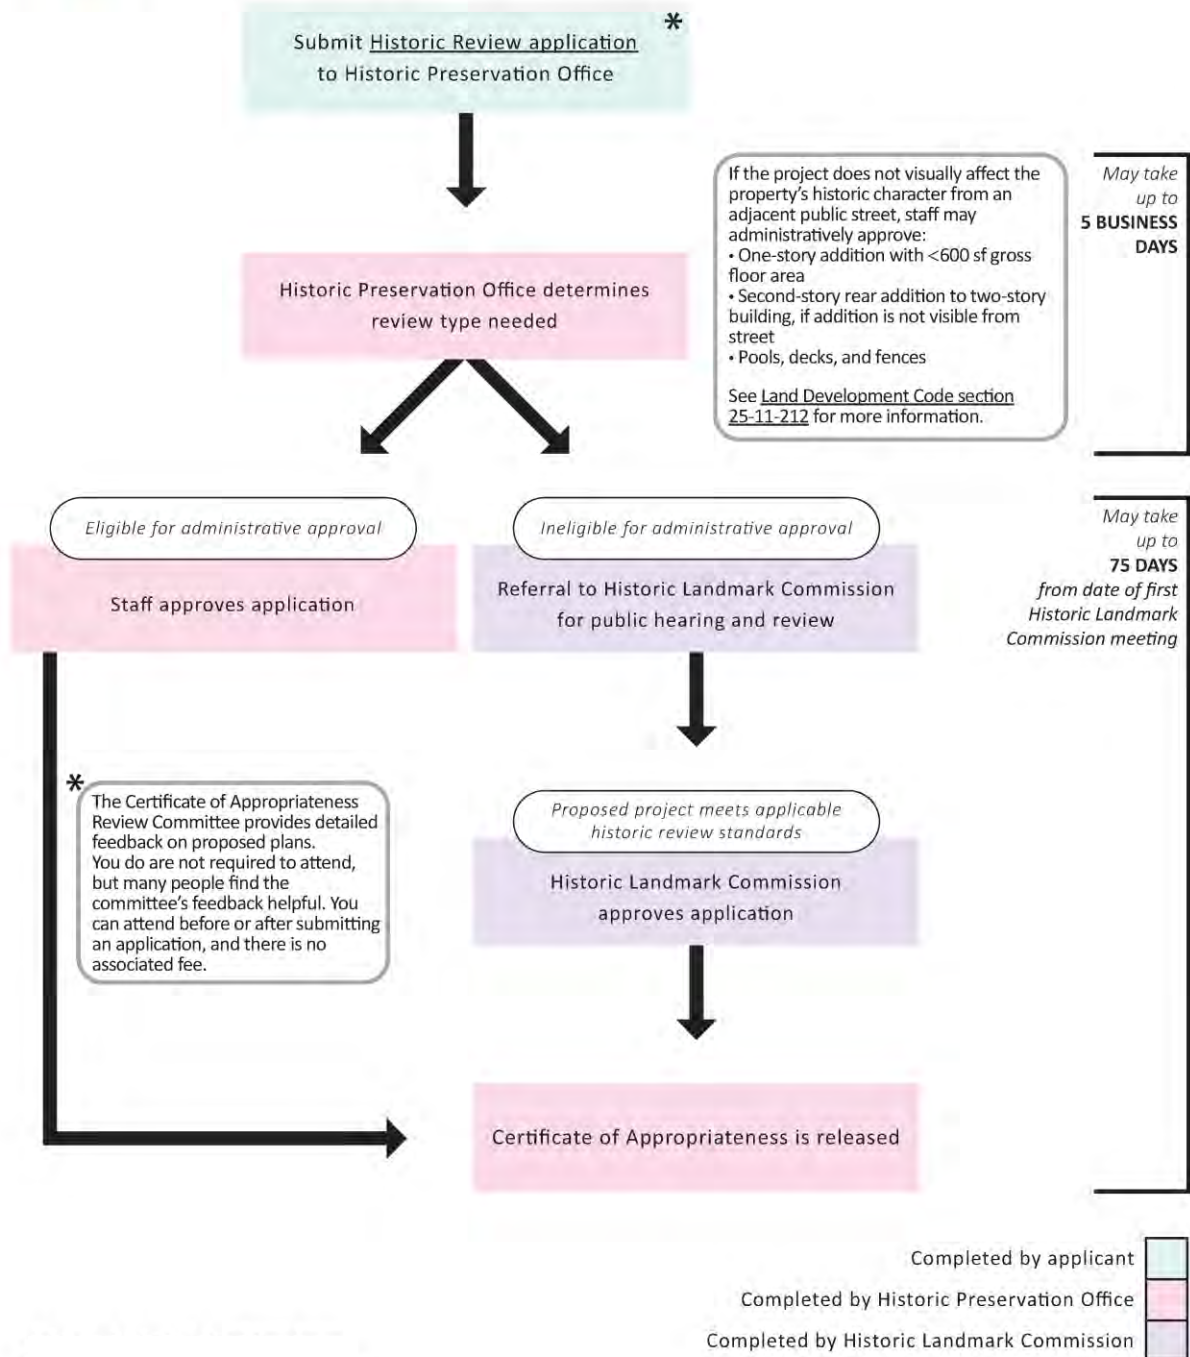 *
Submit Historic Review application
to Historic Preservation Office
If the project does not visually affect the
property's historic character from an
adjacent public street, staff may
administratively approve:
• One-story addition with <600 sf gross
floor area
• Second-story rear addition to two-story
building, if addition is not visible from
street
• Pools, decks, and fences
See Land Development Code section
25-11-212 for more information.
May take
up to
5 BUSINESS
DAYS
Historic Preservation Office determines
review type needed
Eligible for administrative approval
Staff approves application
Ineligible for administrative approval
Referral to Historic Landmark Commission
for public hearing and review
May take
up to
75 DAYS
from date of first
Historic Landmark
Commission meeting
*
The Certificate of Appropriateness
Review Committee provides detailed
feedback on proposed plans.
You do are not required to attend,
but many people find the
committee's feedback helpful. You
can attend before or after submitting
an application, and there is no
associated fee.
Proposed project meets applicable
historic review standards
Historic Landmark Commission
approves application
Certificate of Appropriateness is released
Completed by applicant
Completed by Historic Preservation Office
Completed by Historic Landmark Commission